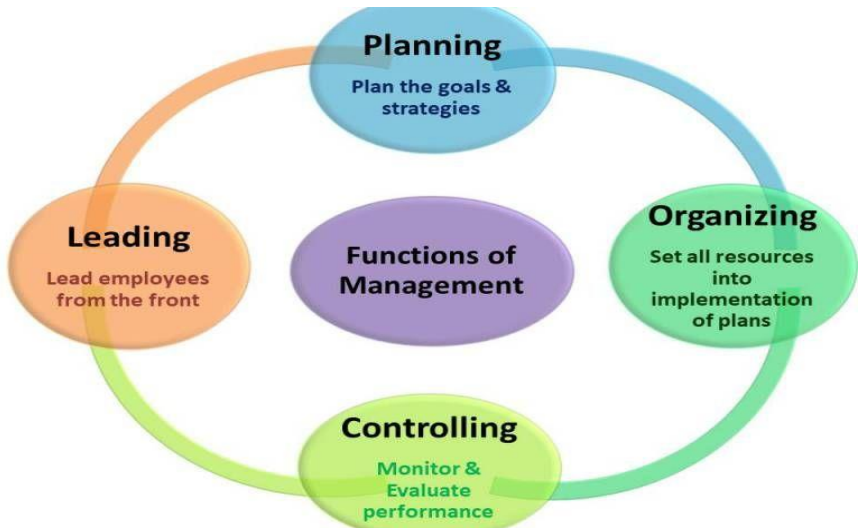 Planning
Plan the goals &
strategies
Leading
Lead employees
from the front
Functions of
Management
Organizing
Set all resources
into
implementation
of plans
Controlling
Monitor &
Evaluate
performance